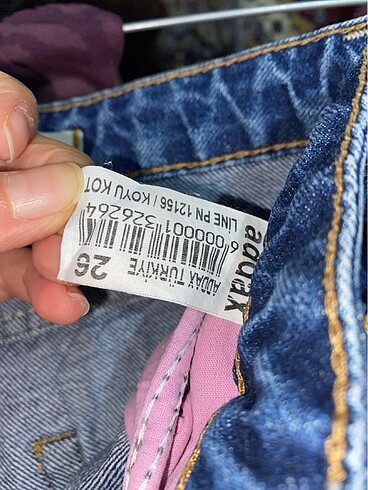 addax
ADDAX TÜRKİYE
26
6 000001 326264
LINE PN 12156 / KOYU KOT